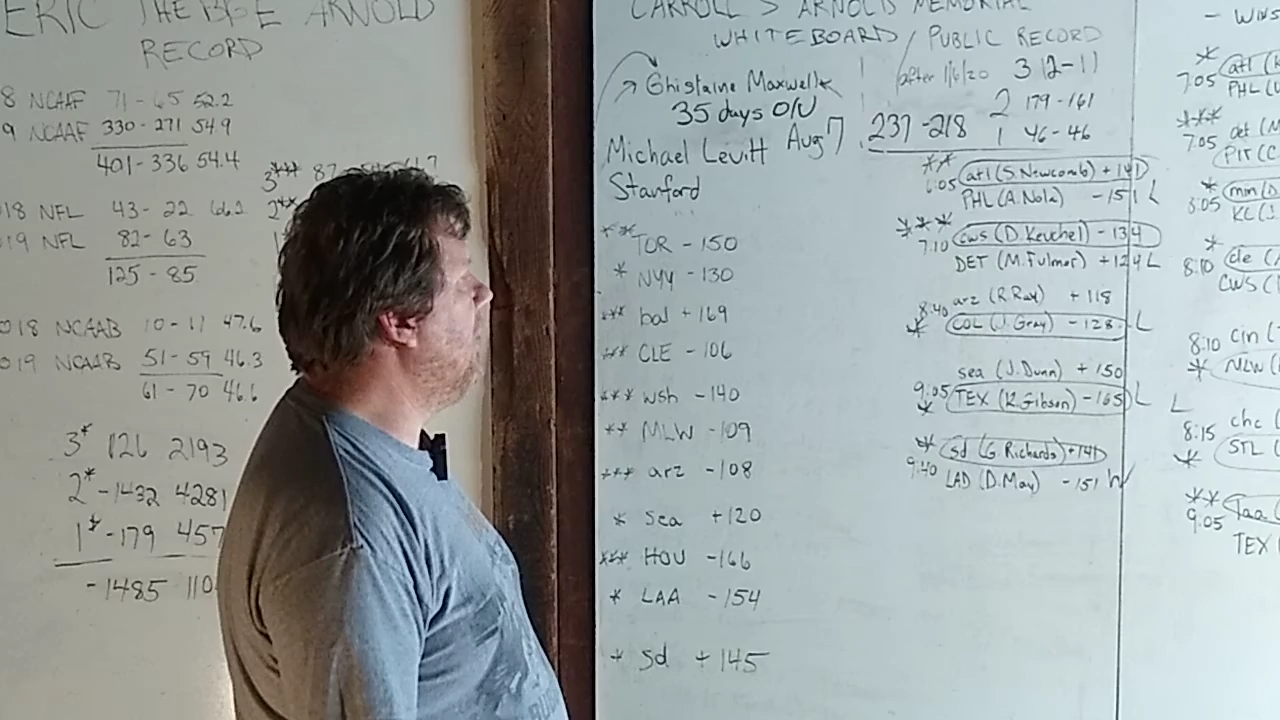 ERIC THE BGE ARNOLD
RECORD
8 NCAAF 71-65 52.2
9 NCAAF 330-271 54.9
401-336 54.4
3*** 87
18 NFL 43-22 66.2 2**
19 NFL 82-63
125-85
018 NCAAB 10-11 47.6
019 NCAAB 51-59 46.3
61-70 46.6
3* 126 2193
2* -1432 4281
1* -179 457
-1485 110
CARROLL > ARNOLDS MEMORIAL
WHITEBOARD / PUBLIC RECORD
Ghislaine Maxwell
35 days O/U
Michael Levitt Aug 7
Stanford
after 1/6/20 3 12-11
2 179-161
237-218 1 46-46
** TOR -150
* NYY -130
*** bal +169
*** CLE -106
*** wsh -140
** MLW -109
*** arz -108
* sea +120
*** HOU -166
* LAA -154
* sd +145
** atl (S. Newcomb) +141
6:05 PHL (A. Nola) -151 L
*** cws (D. Keuchel) -134
7:10 DET (M. Fulmer) +124 L
8:40 arz (R. Ray) +118
* COL (J. Gray) -128 L
sea (J. Dunn) +150
9:05 TEX (K. Gibson) -165 L
*
* sd (G. Richards) +141
9:40 LAD (D. May) -151 W
- WINS
* atl (
7:05 PHL (
*** det (M
7:05 PIT (C
* min (D
8:05 KC (J
* cle (A
8:10 CWS (
8:10 cin (
* MLW (
L
8:15 chc (
* STL (
** laa (
9:05 TEX